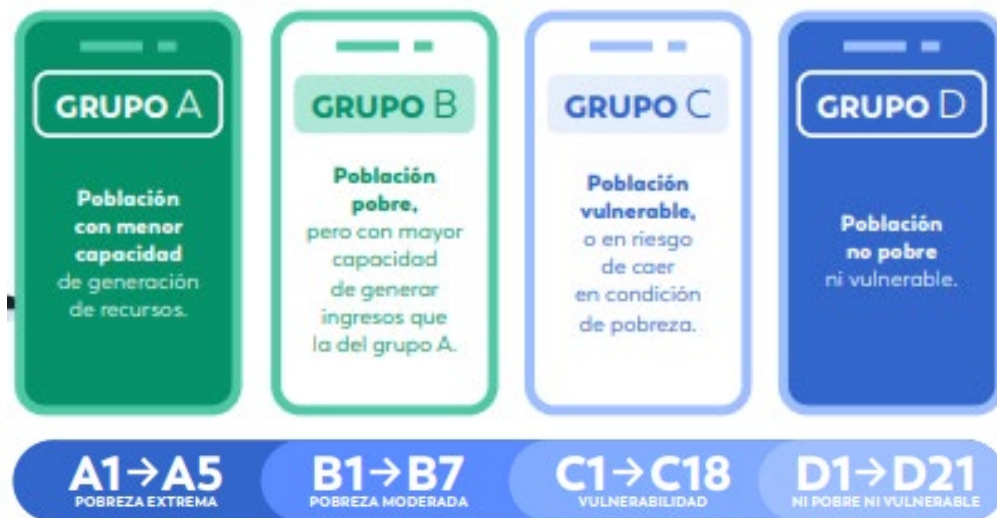 GRUPO A
Población
con menor
capacidad
de generación
de recursos.
GRUPO B
Población
pobre,
pero con mayor
capacidad
de generar
ingresos que
la del grupo A.
GRUPO C
Población
vulnerable,
o en riesgo
de caer
en condición
de pobreza.
GRUPO D
Población
no pobre
ni vulnerable.
A1→A5
POBREZA EXTREMA
B1→B7
POBREZA MODERADA
C1→C18
VULNERABILIDAD
D1→D21
NI POBRE NI VULNERABLE